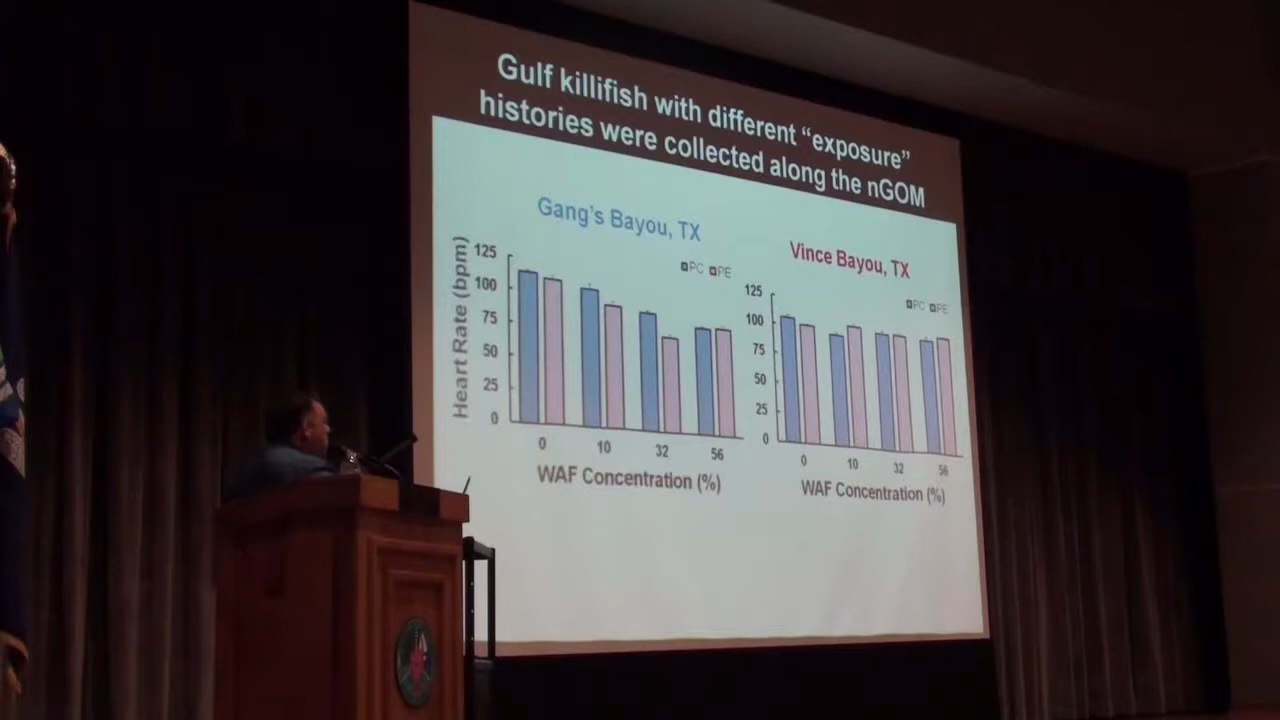 Gulf killifish with different “exposure”
histories were collected along the nGOM
Gang's Bayou, TX
PC PE
Heart Rate (bpm)
125
100
75
50
25
0
0 10 32 56
WAF Concentration (%)
Vince Bayou, TX
PC PE
125
100
75
50
25
0
0 10 32 56
WAF Concentration (%)